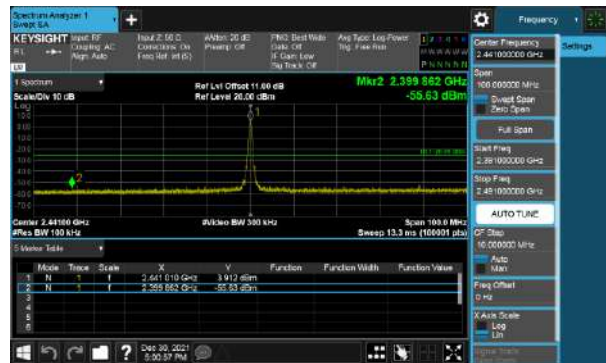 Spectrum Analyzer 1
Swept SA
Frequency
KEYSIGHT Input: RF
Coupling: AC
Align: Auto
Input Z: 50 Ω
Corrections: On
Freq Ref: Int (S)
#Atten: 20 dB
Preamp: Off
PNO: Best Wide
Gate: Off
IF Gain: Low
Sig Track: Off
Avg Type: Log-Power
Trig: Free Run
1 Spectrum
Scale/Div 10 dB
Ref Lvl Offset 11.00 dB
Ref Level 20.00 dBm
Mkr2 2.399 862 GHz
-55.63 dBm
Log
Center 2.44100 GHz
#Res BW 100 kHz
#Video BW 300 kHz
Span 100.0 MHz
Sweep 13.3 ms (100001 pts)
5 Marker Table
Mode Trace Scale X Y Function Function Width Function Value
1 N 1 f 2.441 010 GHz 3.912 dBm
2 N 1 f 2.399 862 GHz -55.63 dBm
3
4
5
6
Dec 30, 2021
5:00:57 PM
Center Frequency
2.441000000 GHz
Settings
Span
100.000000 MHz
Swept Span
Zero Span
Full Span
Start Freq
2.391000000 GHz
Stop Freq
2.491000000 GHz
AUTO TUNE
CF Step
10.000000 MHz
Auto
Man
Freq Offset
0 Hz
X Axis Scale
Log
Lin